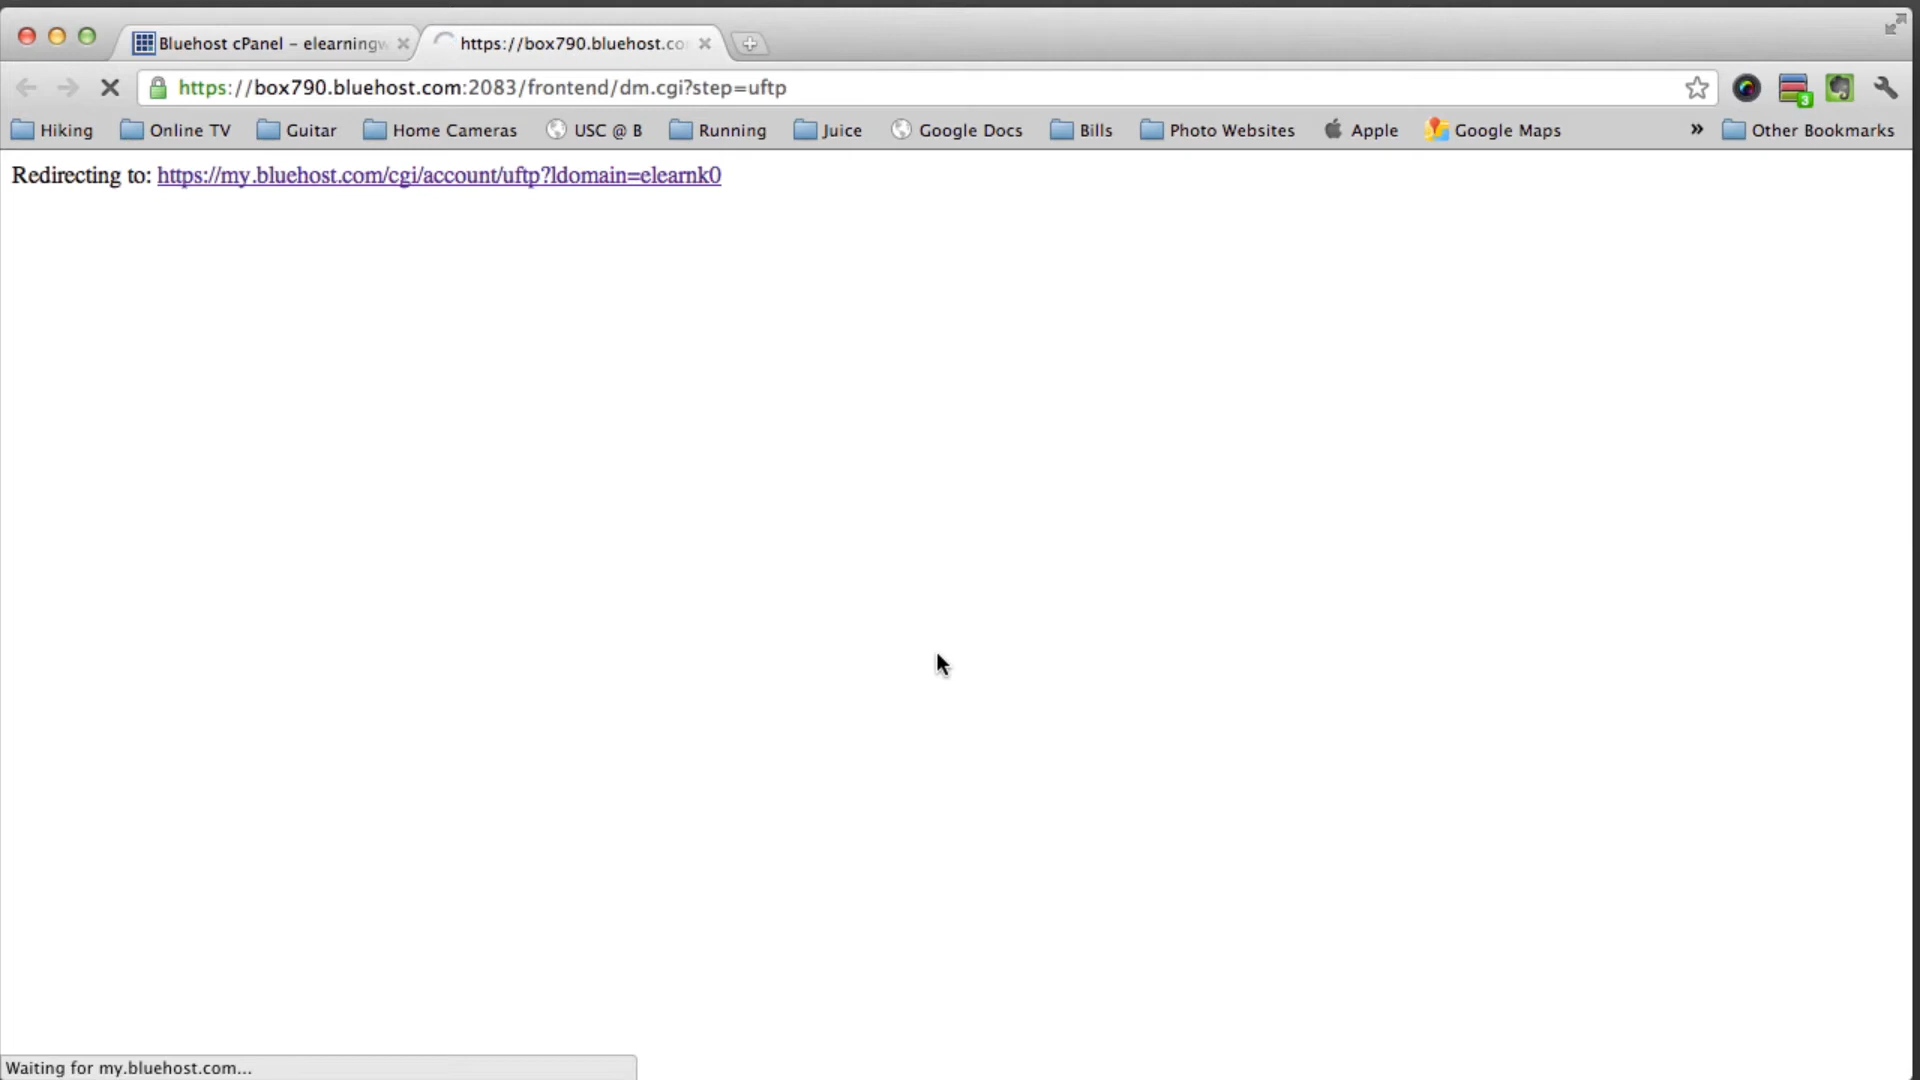 Bluehost cPanel – elearningw
https://box790.bluehost.co
https://box790.bluehost.com:2083/frontend/dm.cgi?step=uftp
3
Hiking Online TV Guitar Home Cameras USC @ B Running Juice Google Docs Bills Photo Websites Apple Google Maps » Other Bookmarks
Redirecting to: https://my.bluehost.com/cgi/account/uftp?ldomain=elearnk0
Waiting for my.bluehost.com...